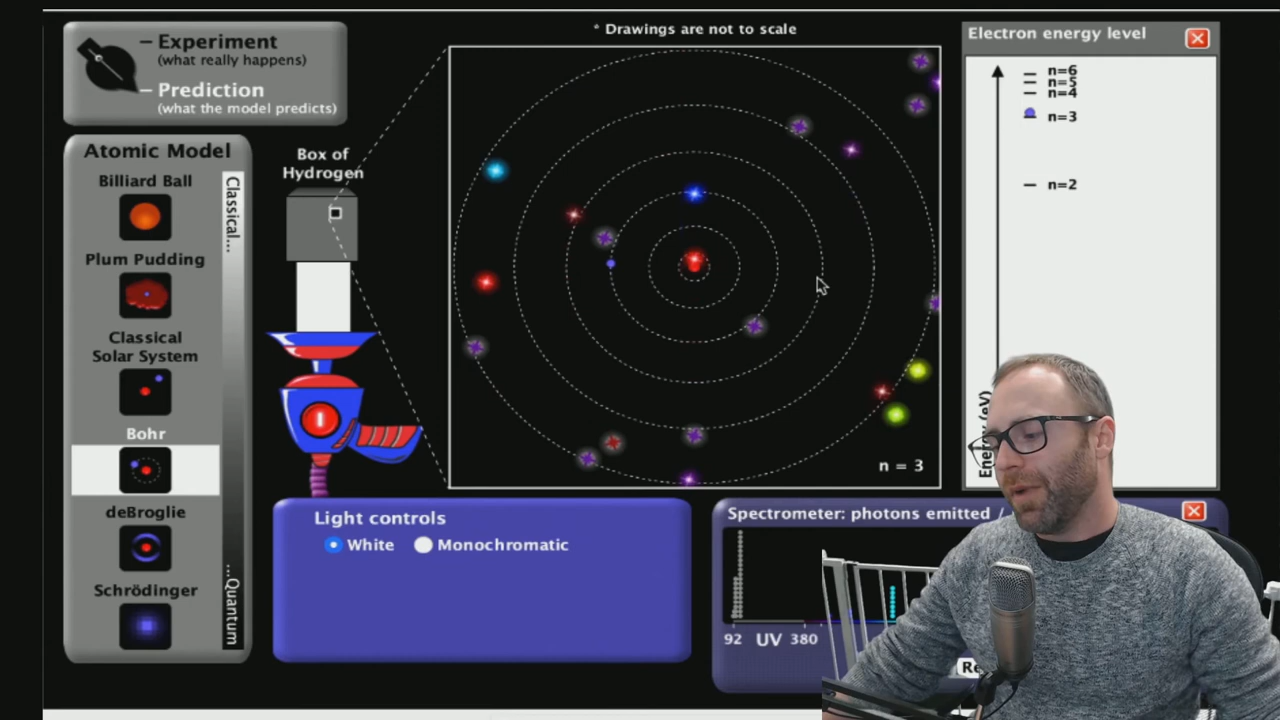 * Drawings are not to scale
Experiment
(what really happens)
Prediction
(what the model predicts)
Atomic Model
Billiard Ball
Plum Pudding
Classical
Solar System
Bohr
deBroglie
Schrödinger
Classical...
...Quantum
Box of
Hydrogen
n = 3
Electron energy level
n=6
n=5
n=4
n=3
n=2
Energy (eV)
Light controls
White
Monochromatic
Spectrometer: photons emitted /
92 UV 380